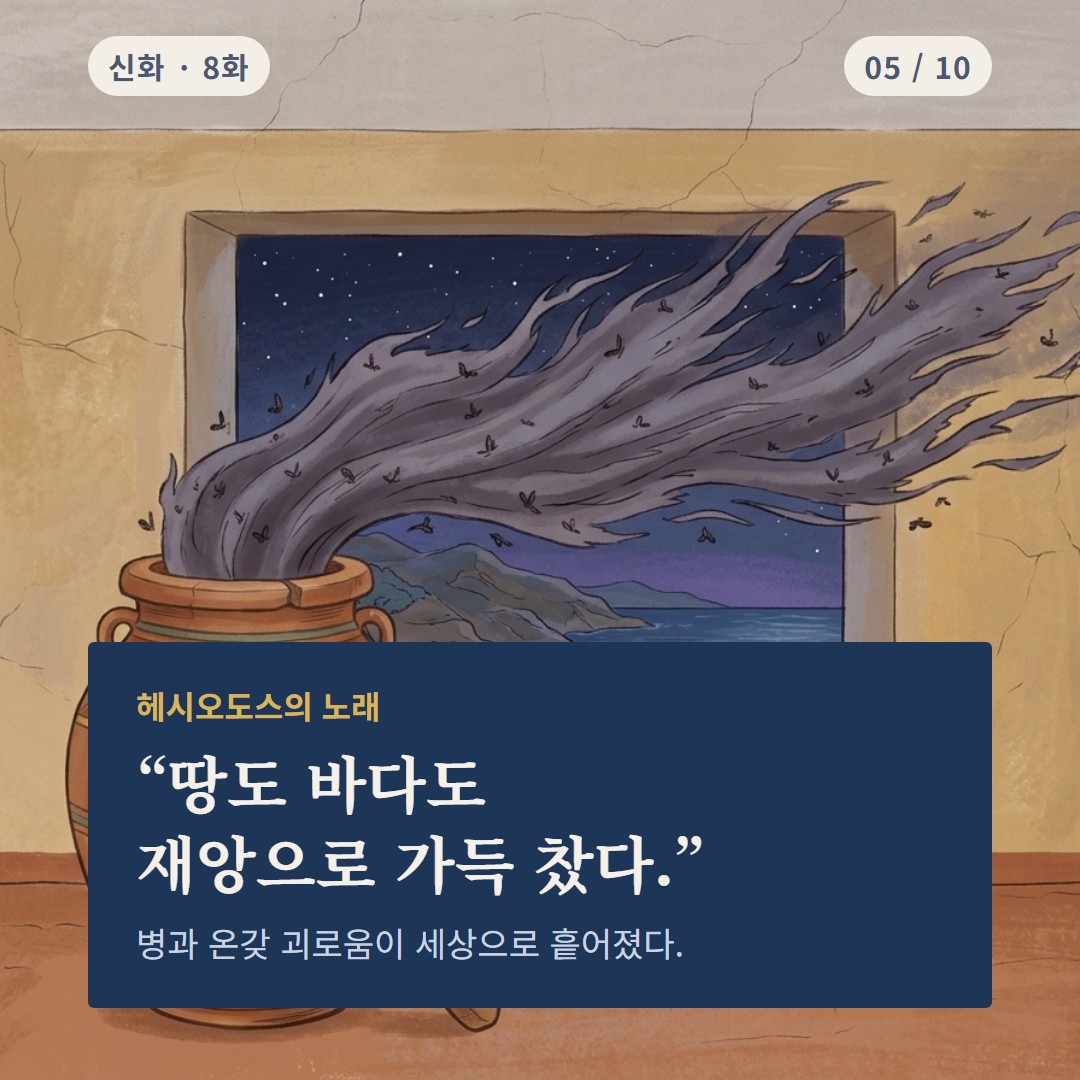 신화 · 8화
05 / 10
헤시오도스의 노래
“땅도 바다도
재앙으로 가득 찼다.”
병과 온갖 괴로움이 세상으로 흩어졌다.